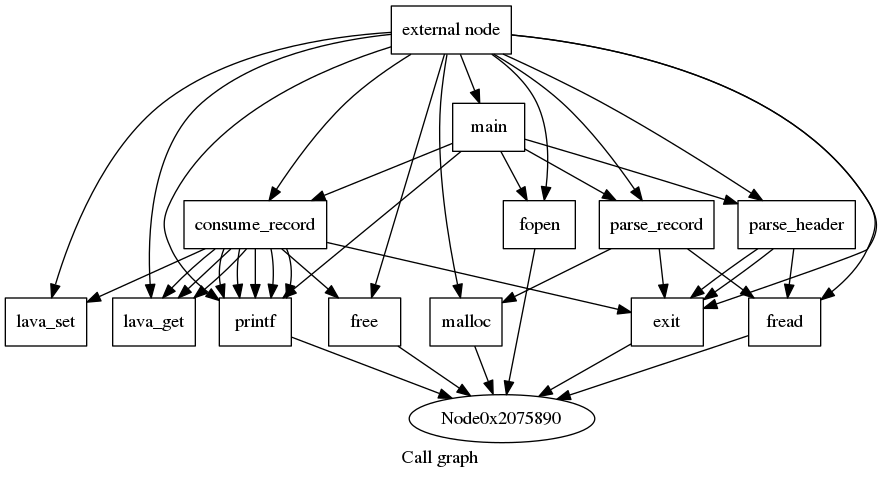 external node
main
consume_record
fopen
parse_record
parse_header
lava_set
lava_get
printf
free
malloc
exit
fread
Node0x2075890
Call graph